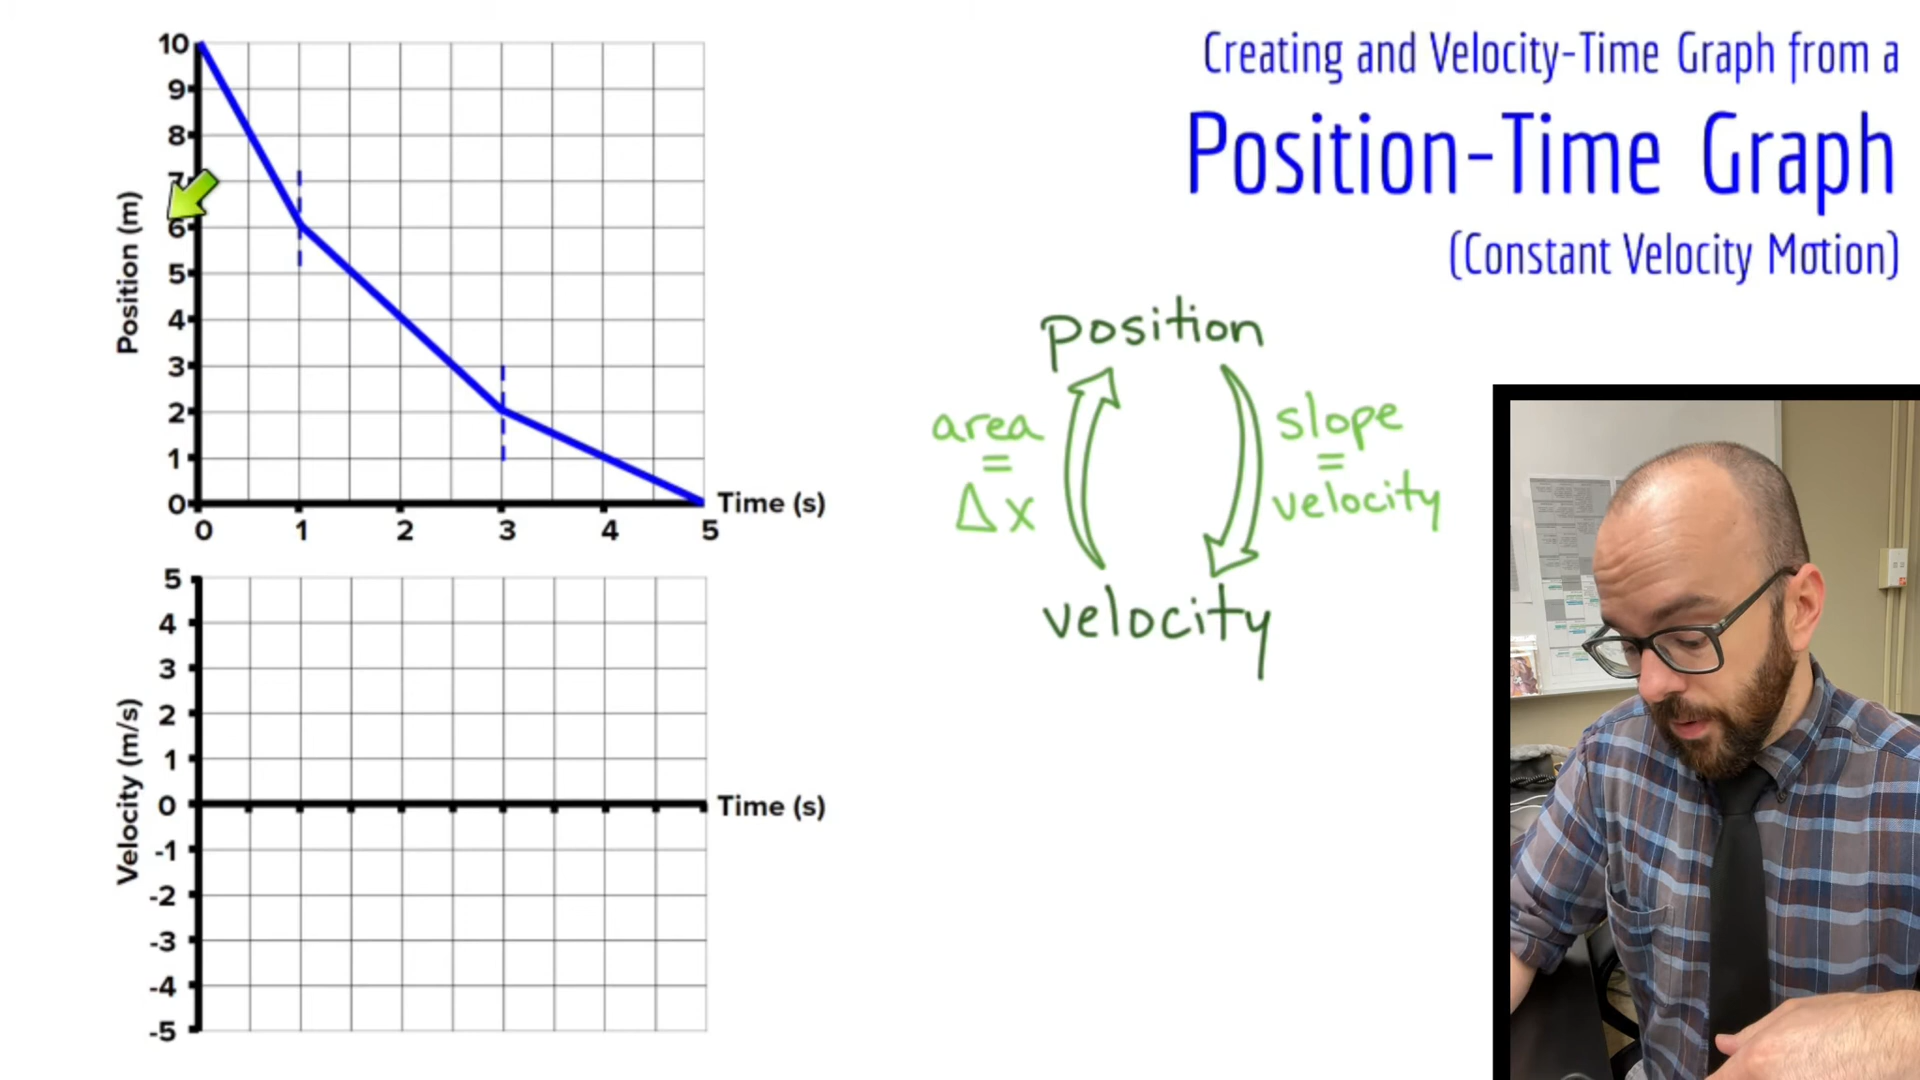 Creating and Velocity-Time Graph from a
Position-Time Graph
(Constant Velocity Motion)
Position (m)
10
9
8
7
6
5
4
3
2
1
0
0 1 2 3 4 5
Time (s)
Velocity (m/s)
5
4
3
2
1
0
-1
-2
-3
-4
-5
Time (s)
position
area
=
Δx
slope
=
velocity
velocity